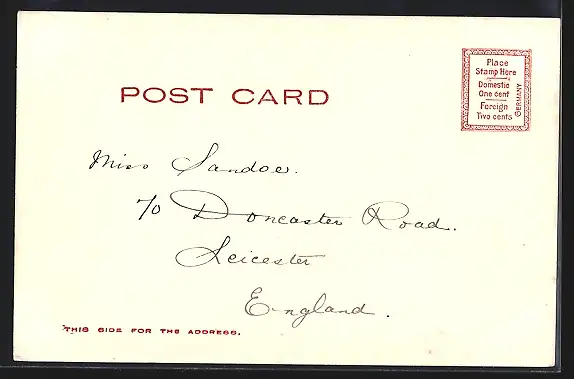 Place
Stamp Here
Domestic
One cent
Foreign
Two cents
GERMANY
POST CARD
Miss Sandoe.
70 Doncaster Road.
Leicester
England.
THIS SIDE FOR THE ADDRESS.